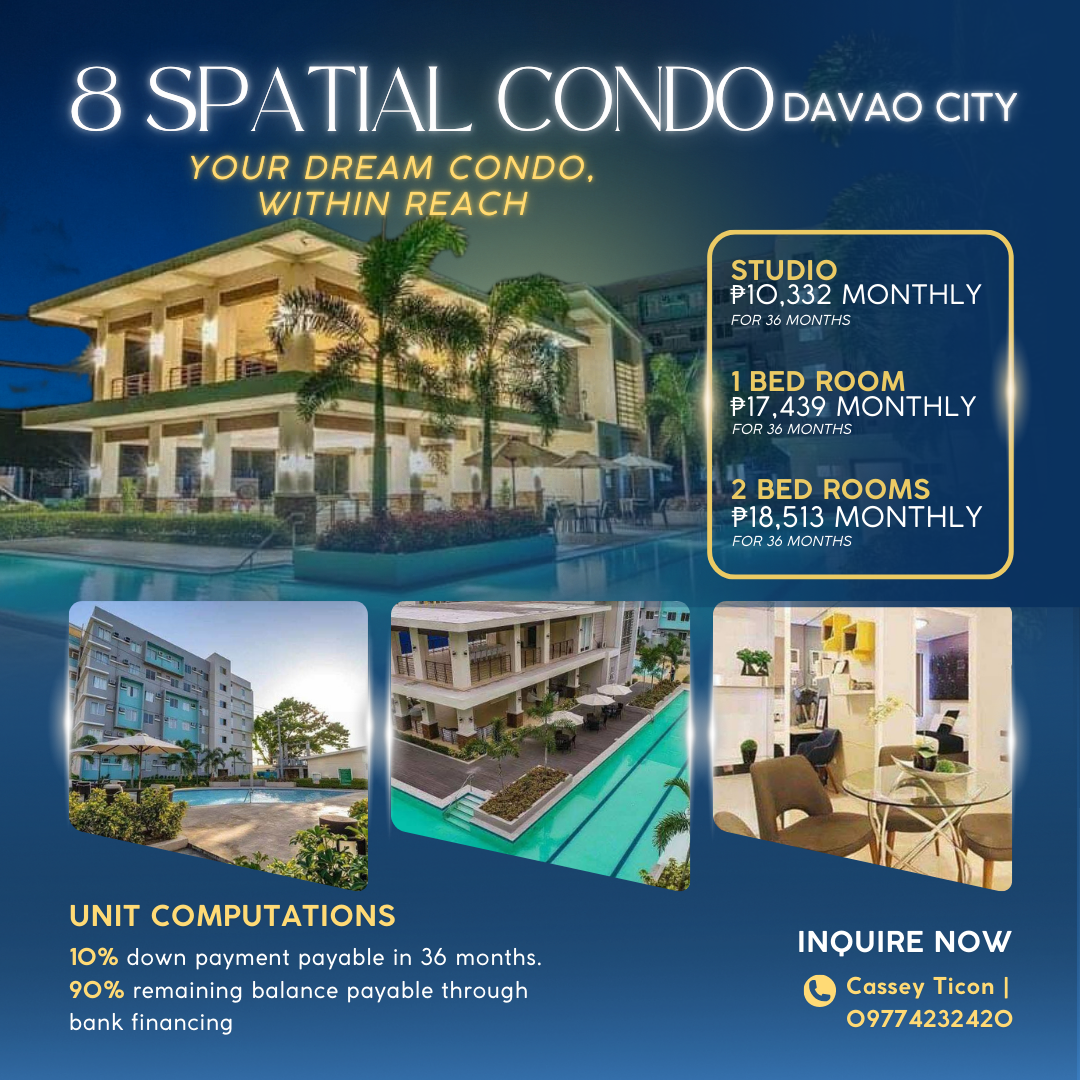 8 SPATIAL CONDO DAVAO CITY
YOUR DREAM CONDO,
WITHIN REACH
STUDIO
₱10,332 MONTHLY
FOR 36 MONTHS
1 BED ROOM
₱17,439 MONTHLY
FOR 36 MONTHS
2 BED ROOMS
₱18,513 MONTHLY
FOR 36 MONTHS
UNIT COMPUTATIONS
10% down payment payable in 36 months.
90% remaining balance payable through
bank financing
INQUIRE NOW
Cassey Ticon |
09774232420